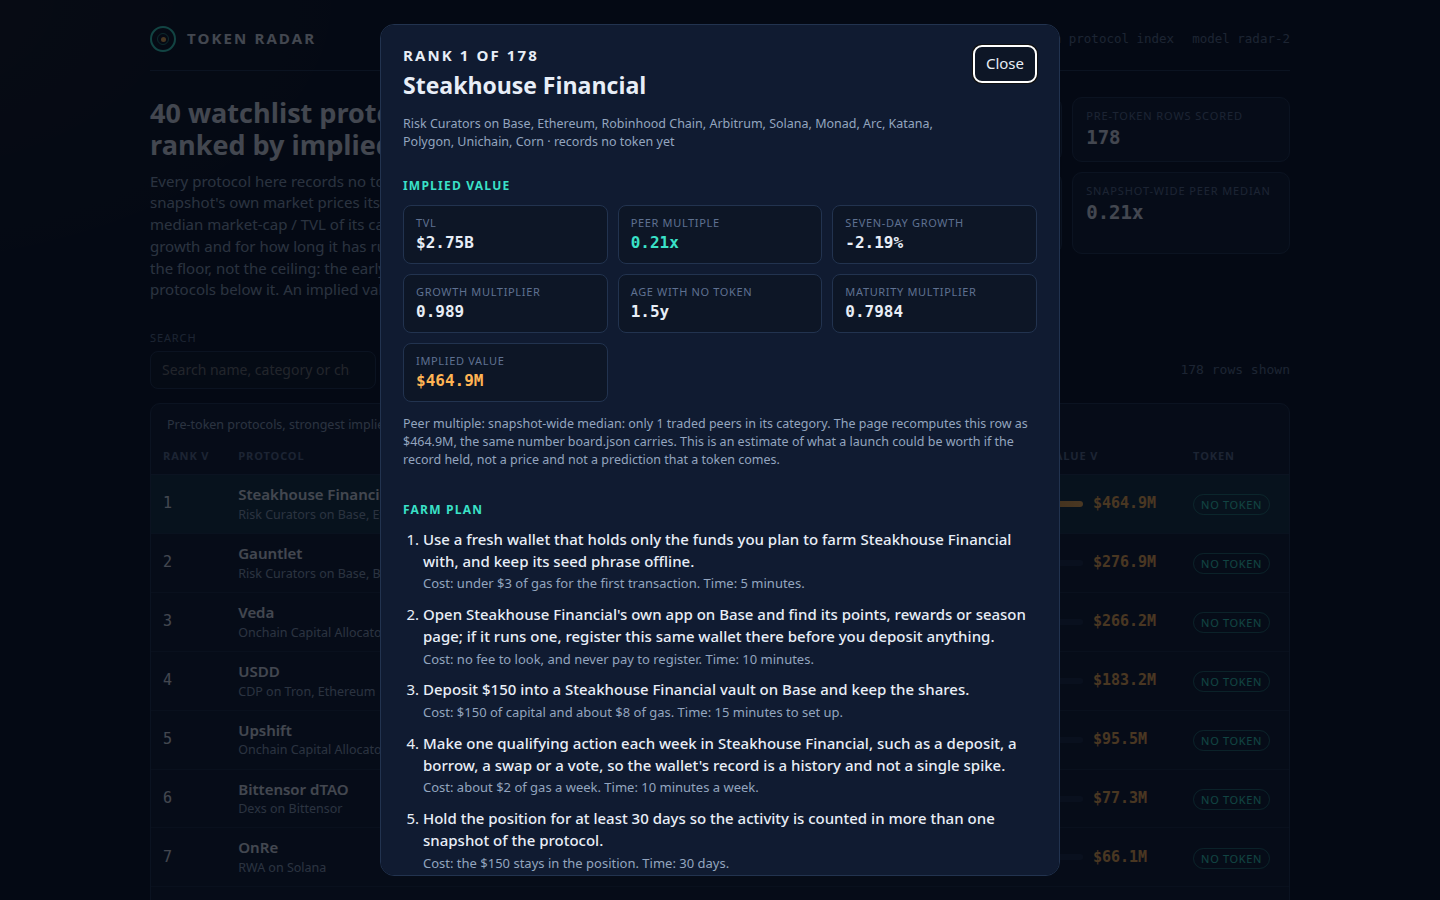 TOKEN RADAR
protocol index model radar-2
40 watchlist prot
ranked by implie
Every protocol here records no to
snapshot's own market prices its
median market-cap / TVL of its ca
growth and for how long it has ru
the floor, not the ceiling: the earl
protocols below it. An implied va
PRE-TOKEN ROWS SCORED
178
SNAPSHOT-WIDE PEER MEDIAN
0.21x
SEARCH
Search name, category or ch
178 rows shown
Pre-token protocols, strongest implie
RANK V PROTOCOL
ALUE V TOKEN
1 Steakhouse Financi
Risk Curators on Base, E
$464.9M NO TOKEN
2 Gauntlet
Risk Curators on Base, B
$276.9M NO TOKEN
3 Veda
Onchain Capital Allocato
$266.2M NO TOKEN
4 USDD
CDP on Tron, Ethereum
$183.2M NO TOKEN
5 Upshift
Onchain Capital Allocato
$95.5M NO TOKEN
6 Bittensor dTAO
Dexs on Bittensor
$77.3M NO TOKEN
7 OnRe
RWA on Solana
$66.1M NO TOKEN
RANK 1 OF 178
Close
Steakhouse Financial
Risk Curators on Base, Ethereum, Robinhood Chain, Arbitrum, Solana, Monad, Arc, Katana,
Polygon, Unichain, Corn · records no token yet
IMPLIED VALUE
TVL
$2.75B
PEER MULTIPLE
0.21x
SEVEN-DAY GROWTH
-2.19%
GROWTH MULTIPLIER
0.989
AGE WITH NO TOKEN
1.5y
MATURITY MULTIPLIER
0.7984
IMPLIED VALUE
$464.9M
Peer multiple: snapshot-wide median: only 1 traded peers in its category. The page recomputes this row as
$464.9M, the same number board.json carries. This is an estimate of what a launch could be worth if the
record held, not a price and not a prediction that a token comes.
FARM PLAN
1. Use a fresh wallet that holds only the funds you plan to farm Steakhouse Financial
with, and keep its seed phrase offline.
Cost: under $3 of gas for the first transaction. Time: 5 minutes.
2. Open Steakhouse Financial's own app on Base and find its points, rewards or season
page; if it runs one, register this same wallet there before you deposit anything.
Cost: no fee to look, and never pay to register. Time: 10 minutes.
3. Deposit $150 into a Steakhouse Financial vault on Base and keep the shares.
Cost: $150 of capital and about $8 of gas. Time: 15 minutes to set up.
4. Make one qualifying action each week in Steakhouse Financial, such as a deposit, a
borrow, a swap or a vote, so the wallet's record is a history and not a single spike.
Cost: about $2 of gas a week. Time: 10 minutes a week.
5. Hold the position for at least 30 days so the activity is counted in more than one
snapshot of the protocol.
Cost: the $150 stays in the position. Time: 30 days.